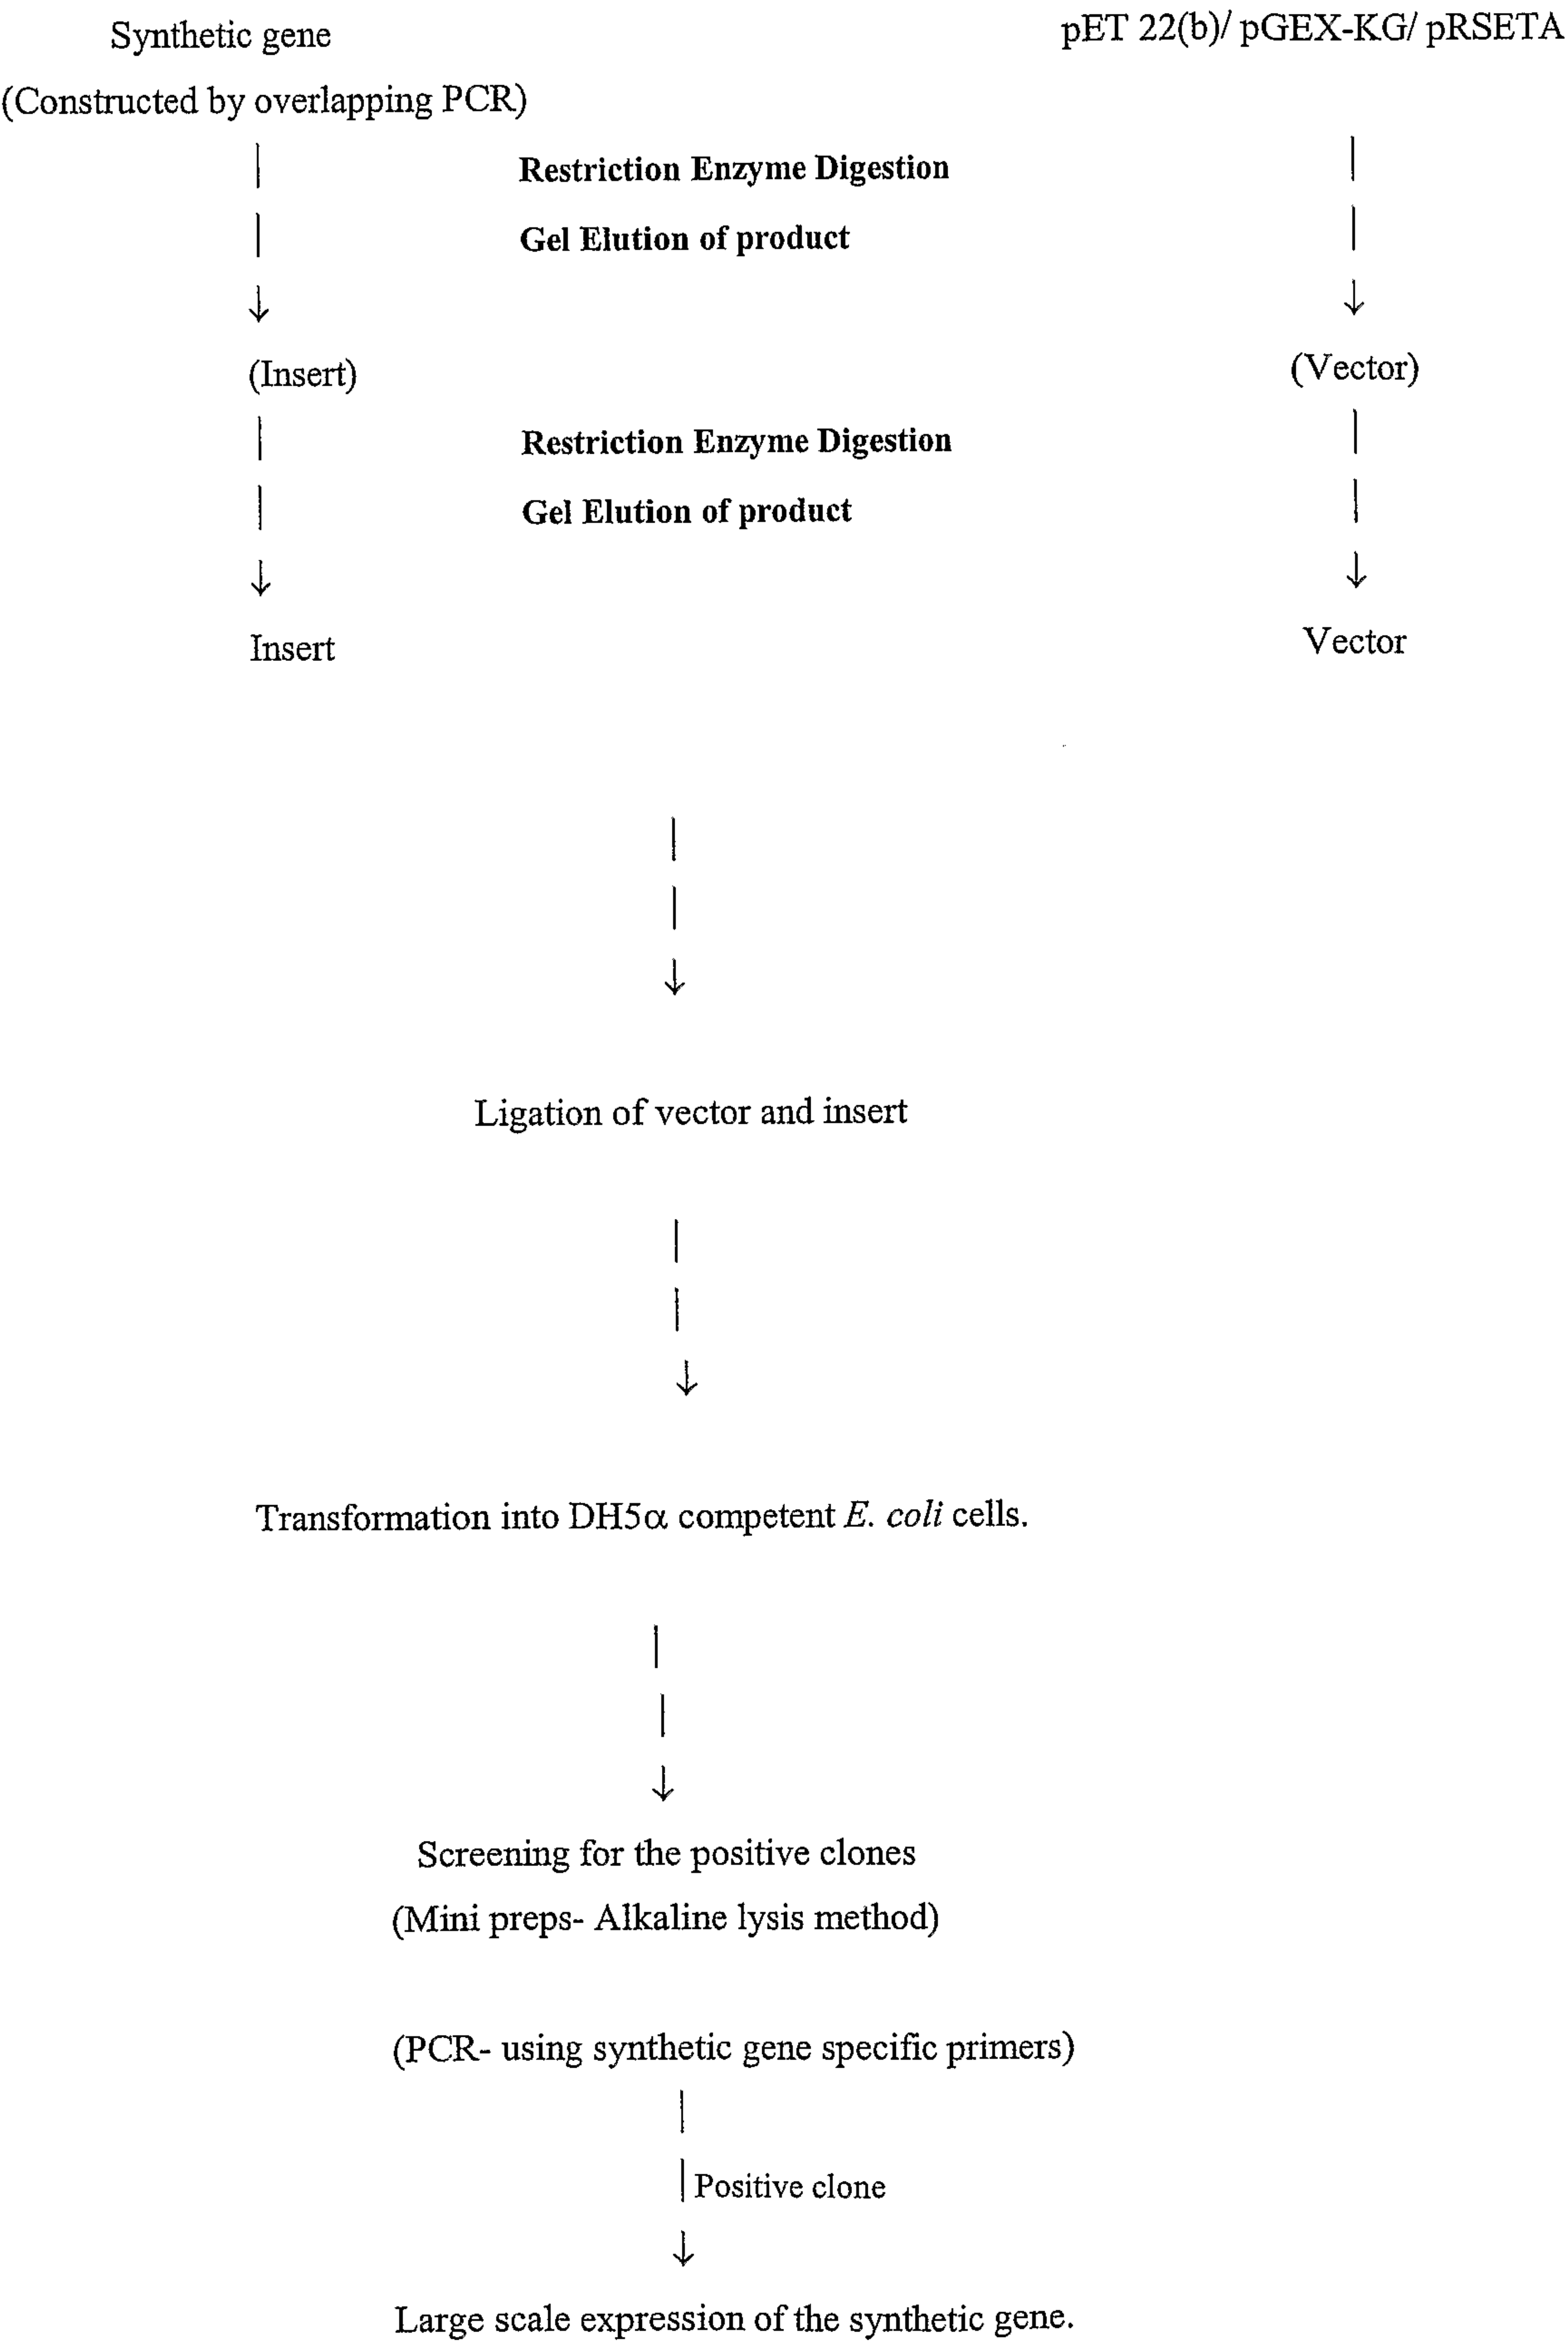 Synthetic gene
pET 22(b)/ pGEX-KG/ pRSETA
(Constructed by overlapping PCR)
Restriction Enzyme Digestion
Gel Elution of product
(Insert)
(Vector)
Restriction Enzyme Digestion
Gel Elution of product
Insert
Vector
Ligation of vector and insert
Transformation into DH5α competent E. coli cells.
Screening for the positive clones
(Mini preps- Alkaline lysis method)
(PCR- using synthetic gene specific primers)
Positive clone
Large scale expression of the synthetic gene.